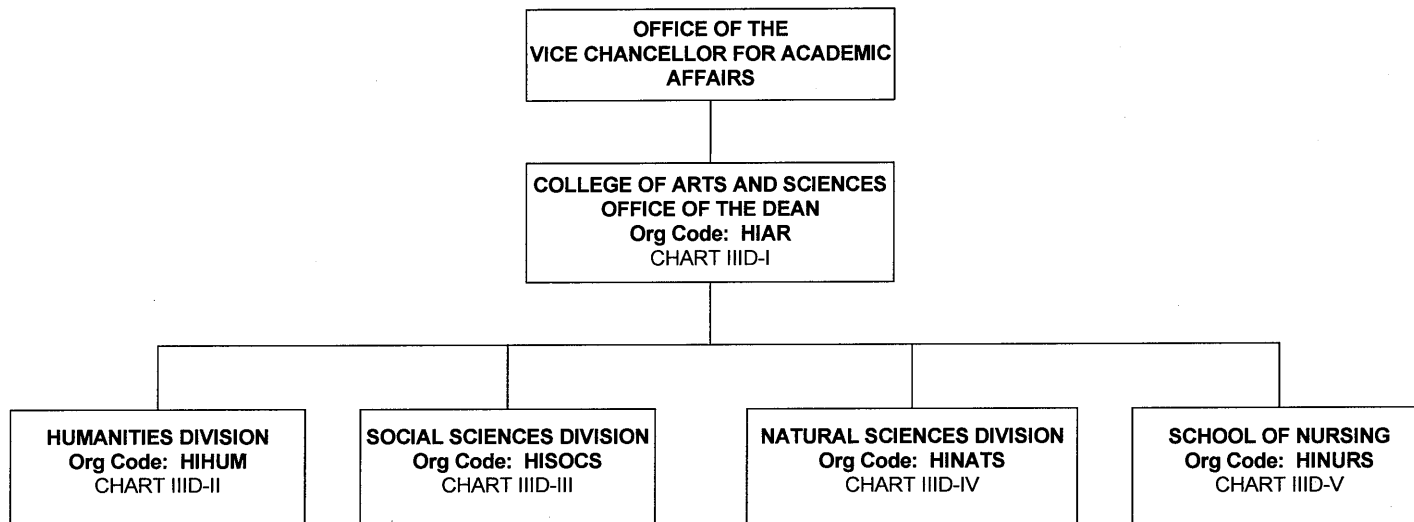 OFFICE OF THE
VICE CHANCELLOR FOR ACADEMIC
AFFAIRS
COLLEGE OF ARTS AND SCIENCES
OFFICE OF THE DEAN
Org Code: HIAR
CHART IIID-I
HUMANITIES DIVISION
Org Code: HIHUM
CHART IIID-II
SOCIAL SCIENCES DIVISION
Org Code: HISOCS
CHART IIID-III
NATURAL SCIENCES DIVISION
Org Code: HINATS
CHART IIID-IV
SCHOOL OF NURSING
Org Code: HINURS
CHART IIID-V